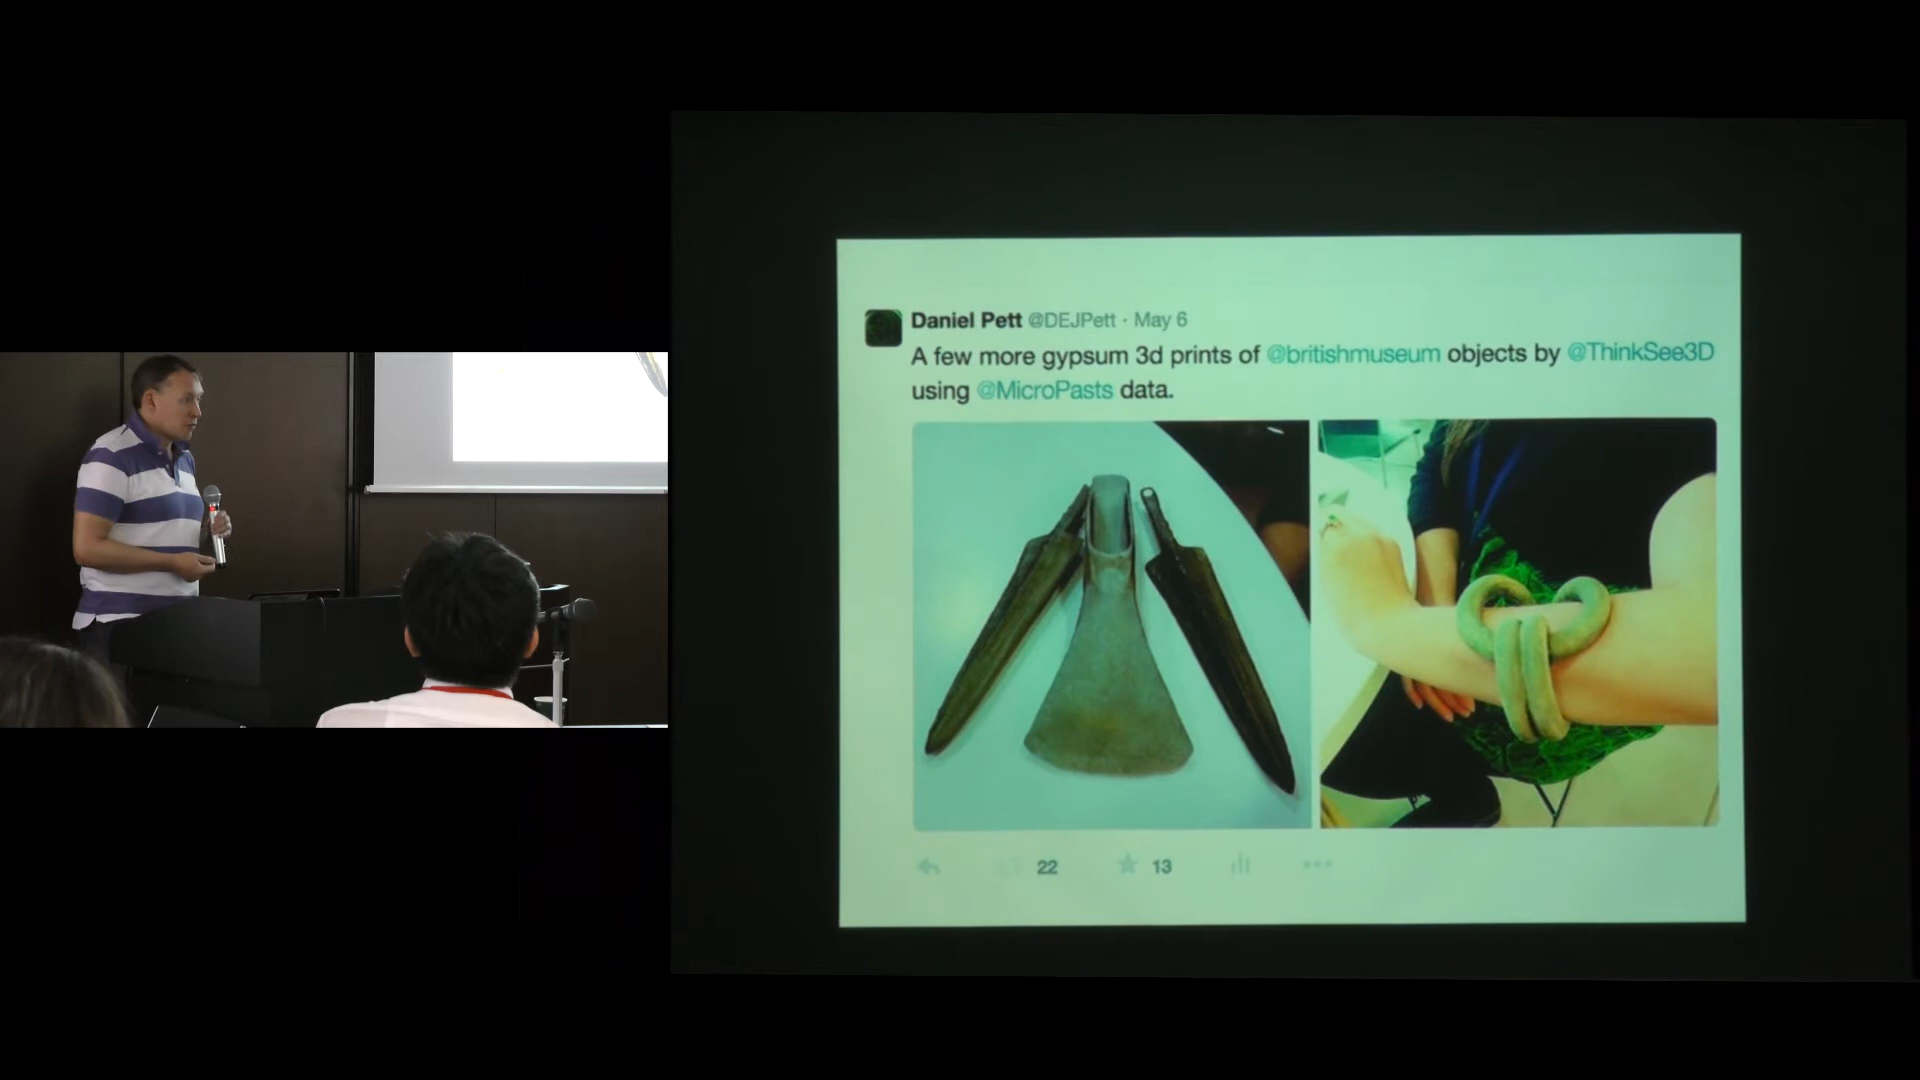 Daniel Pett @DEJPett · May 6
A few more gypsum 3d prints of @britishmuseum objects by @ThinkSee3D
using @MicroPasts data.
22 13